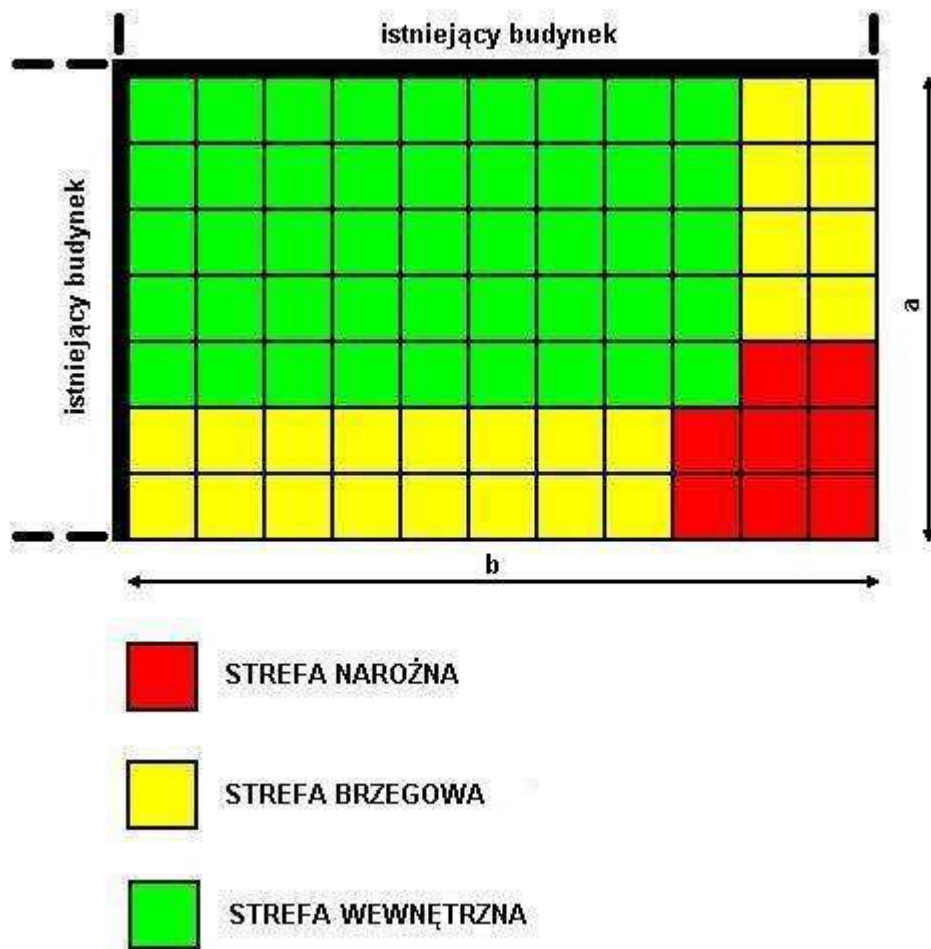 istniejący budynek
istniejący budynek
a
b
STREFA NAROŻNA
STREFA BRZEGOWA
STREFA WEWNĘTRZNA